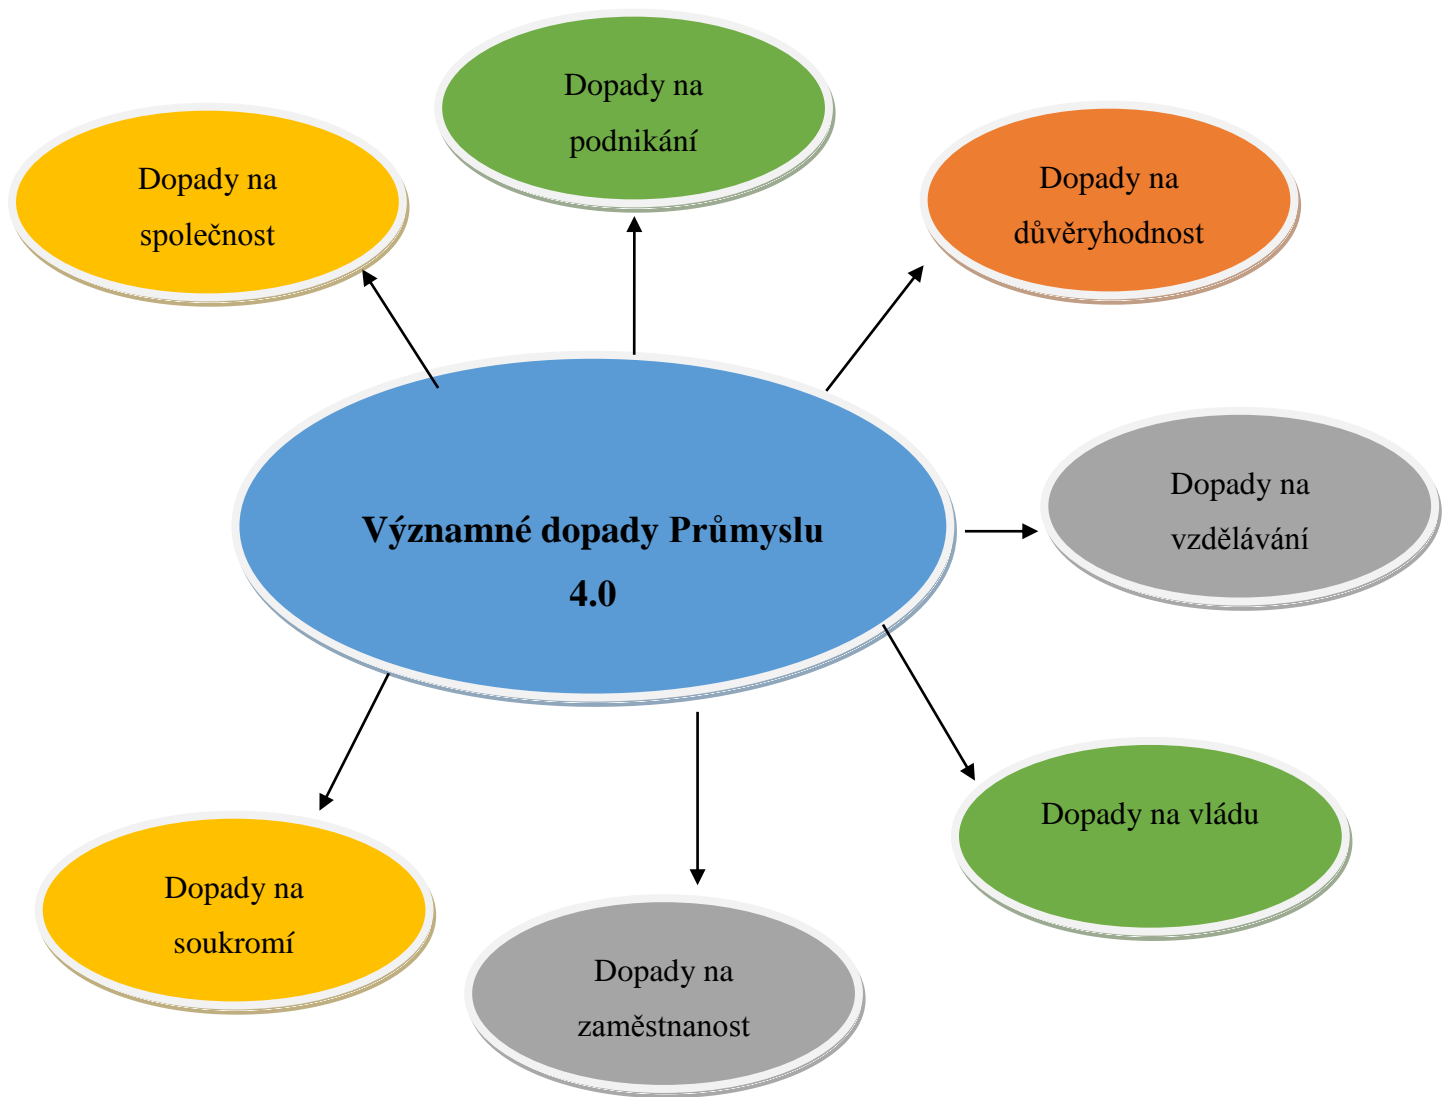 Dopady na
podnikání
Dopady na
společnost
Dopady na
důvěryhodnost
Dopady na
vzdělávání
Významné dopady Průmyslu
4.0
Dopady na vládu
Dopady na
soukromí
Dopady na
zaměstnanost